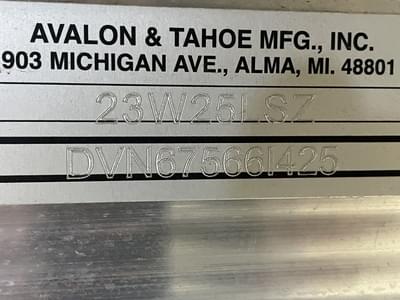 AVALON & TAHOE MFG., INC.
903 MICHIGAN AVE., ALMA, MI. 48801
23W25LSZ
DVN67566I425